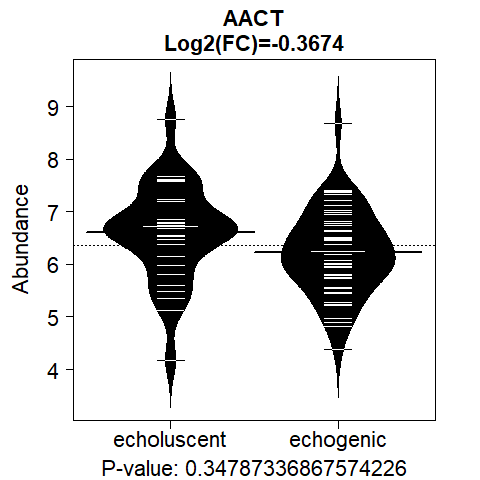 AACT
Log2(FC)=-0.3674
Abundance
9
8
7
6
5
4
echoluscent echogenic
P-value: 0.34787336867574226